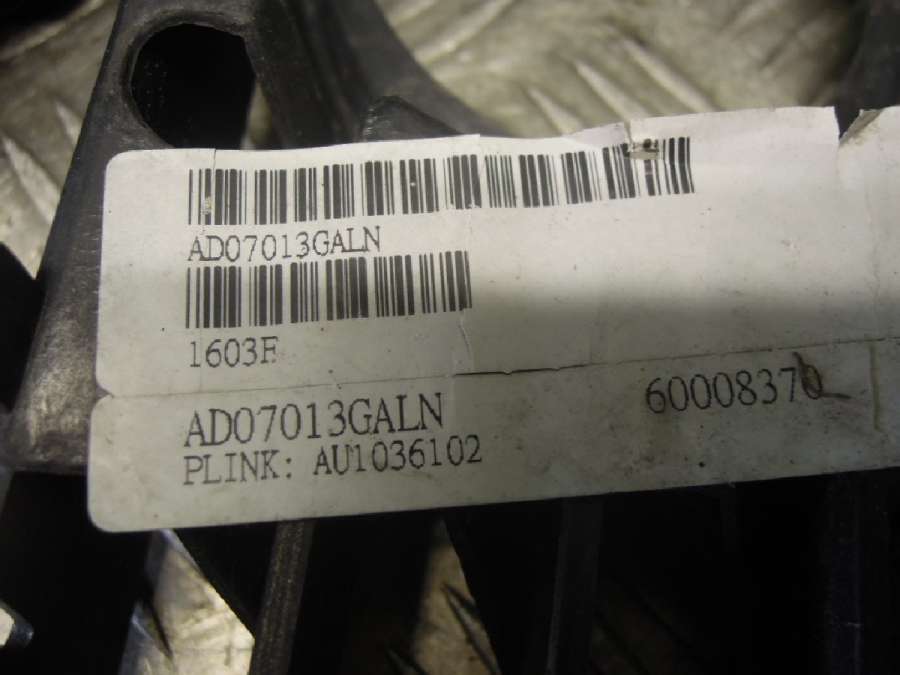 AD07013GALN
1603F
AD07013GALN 60008370
PLINK: AU1036102